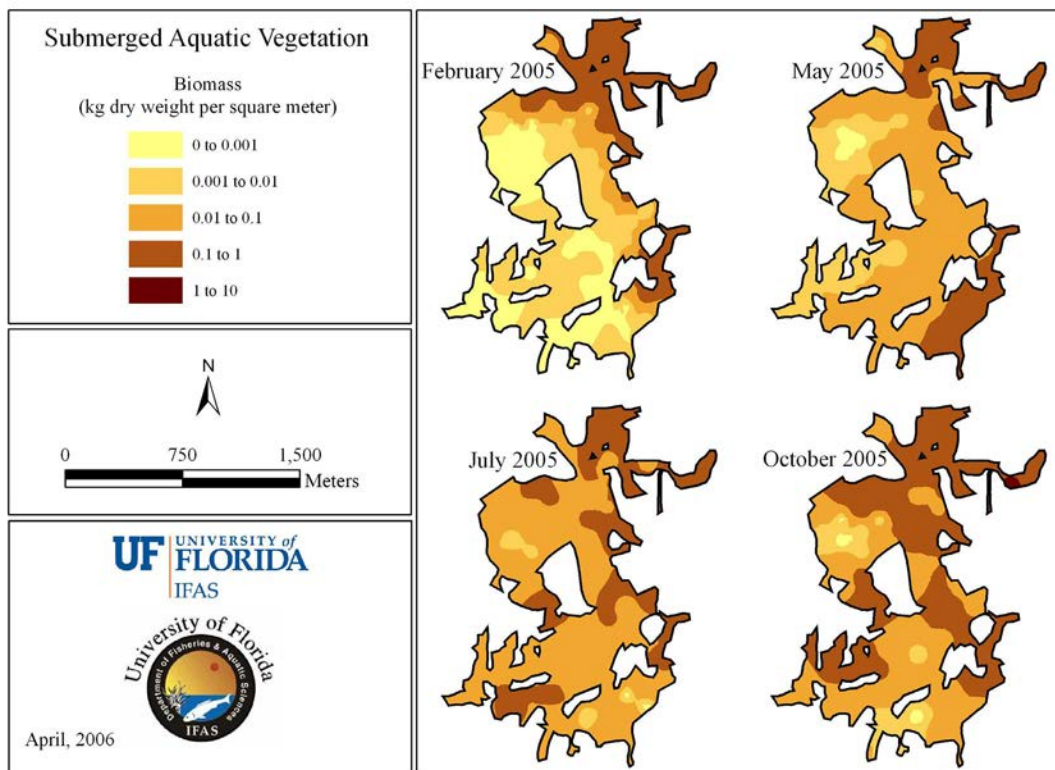 Submerged Aquatic Vegetation
Biomass
(kg dry weight per square meter)
0 to 0.001
0.001 to 0.01
0.01 to 0.1
0.1 to 1
1 to 10
N
0 750 1,500
Meters
UF UNIVERSITY of
FLORIDA
IFAS
University of Florida
Department of Fisheries & Aquatic Sciences
IFAS
April, 2006
February 2005
May 2005
July 2005
October 2005